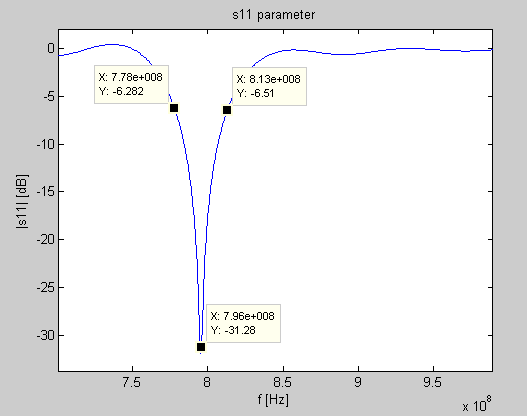 s11 parameter
0
-5
-10
-15
-20
-25
-30
|s11| [dB]
X: 7.78e+008
Y: -6.282
X: 8.13e+008
Y: -6.51
X: 7.96e+008
Y: -31.28
7.5
8
8.5
9
9.5
f [Hz]
x 10^8